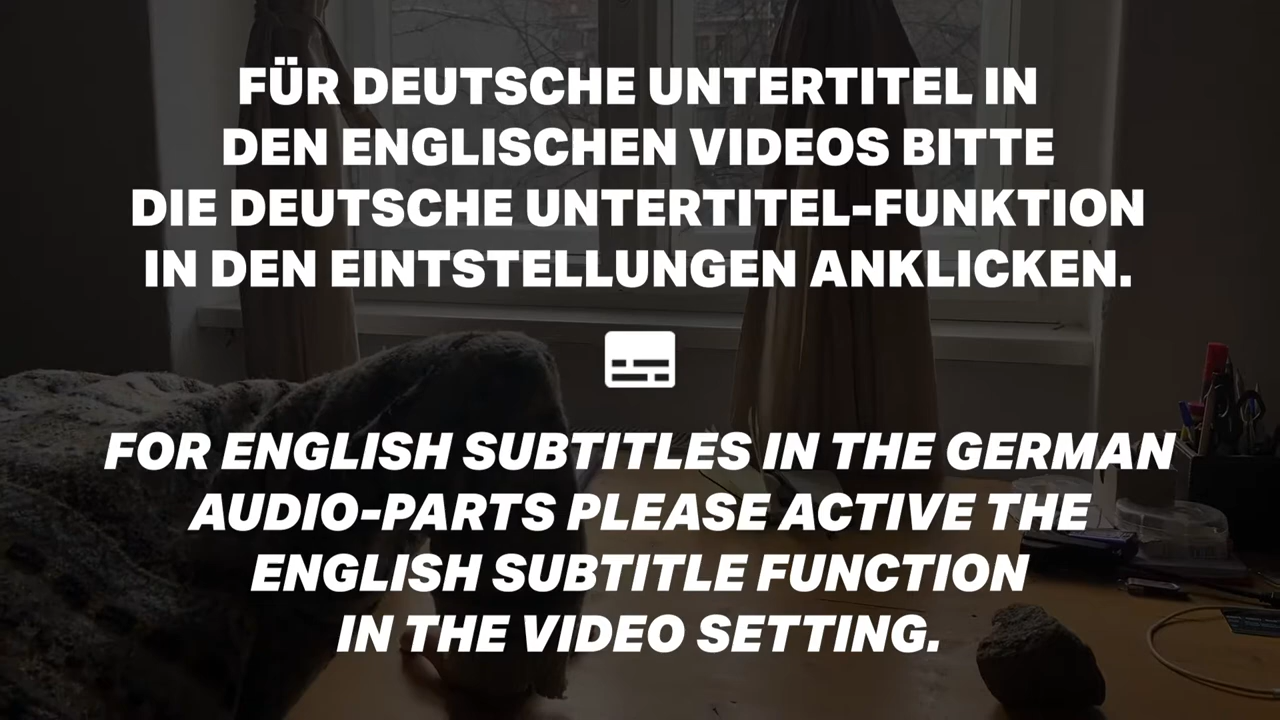 FÜR DEUTSCHE UNTERTITEL IN
DEN ENGLISCHEN VIDEOS BITTE
DIE DEUTSCHE UNTERTITEL-FUNKTION
IN DEN EINTSTELLUNGEN ANKLICKEN.
FOR ENGLISH SUBTITLES IN THE GERMAN
AUDIO-PARTS PLEASE ACTIVE THE
ENGLISH SUBTITLE FUNCTION
IN THE VIDEO SETTING.